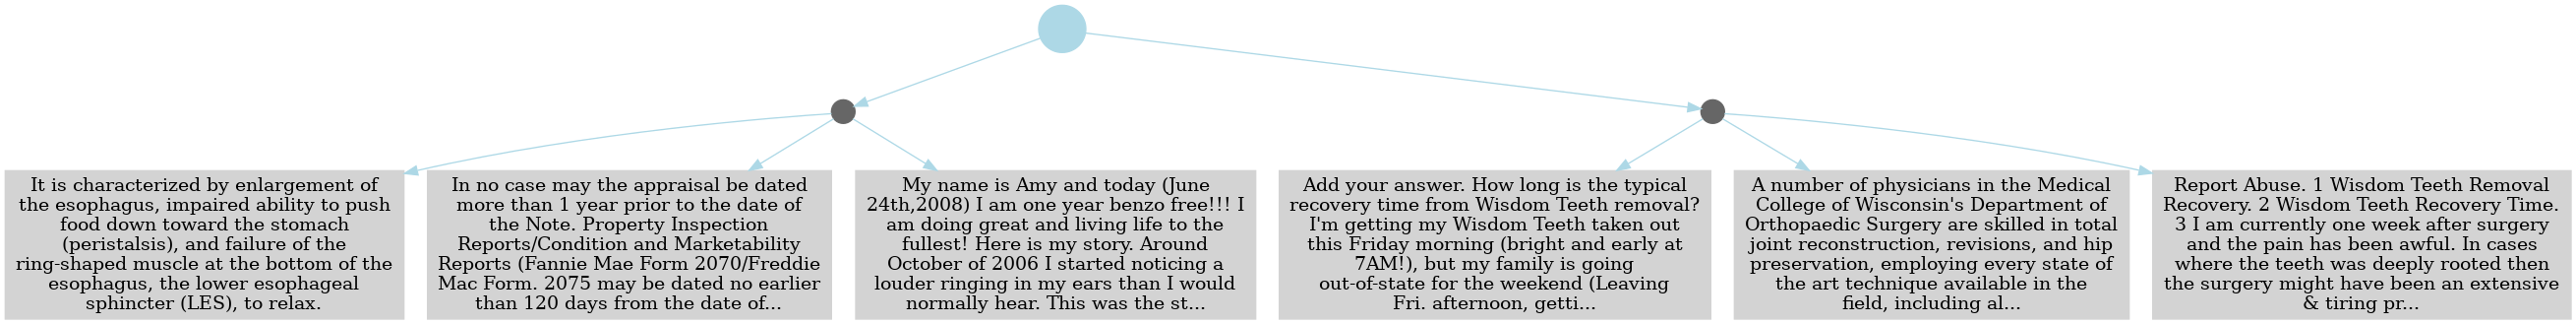 It is characterized by enlargement of
the esophagus, impaired ability to push
food down toward the stomach
(peristalsis), and failure of the
ring-shaped muscle at the bottom of the
esophagus, the lower esophageal
sphincter (LES), to relax.
In no case may the appraisal be dated
more than 1 year prior to the date of
the Note. Property Inspection
Reports/Condition and Marketability
Reports (Fannie Mae Form 2070/Freddie
Mac Form. 2075 may be dated no earlier
than 120 days from the date of...
My name is Amy and today (June
24th,2008) I am one year benzo free!!! I
am doing great and living life to the
fullest! Here is my story. Around
October of 2006 I started noticing a
louder ringing in my ears than I would
normally hear. This was the st...
Add your answer. How long is the typical
recovery time from Wisdom Teeth removal?
I'm getting my Wisdom Teeth taken out
this Friday morning (bright and early at
7AM!), but my family is going
out-of-state for the weekend (Leaving
Fri. afternoon, getti...
A number of physicians in the Medical
College of Wisconsin's Department of
Orthopaedic Surgery are skilled in total
joint reconstruction, revisions, and hip
preservation, employing every state of
the art technique available in the
field, including al...
Report Abuse. 1 Wisdom Teeth Removal
Recovery. 2 Wisdom Teeth Recovery Time.
3 I am currently one week after surgery
and the pain has been awful. In cases
where the teeth was deeply rooted then
the surgery might have been an extensive
& tiring pr...